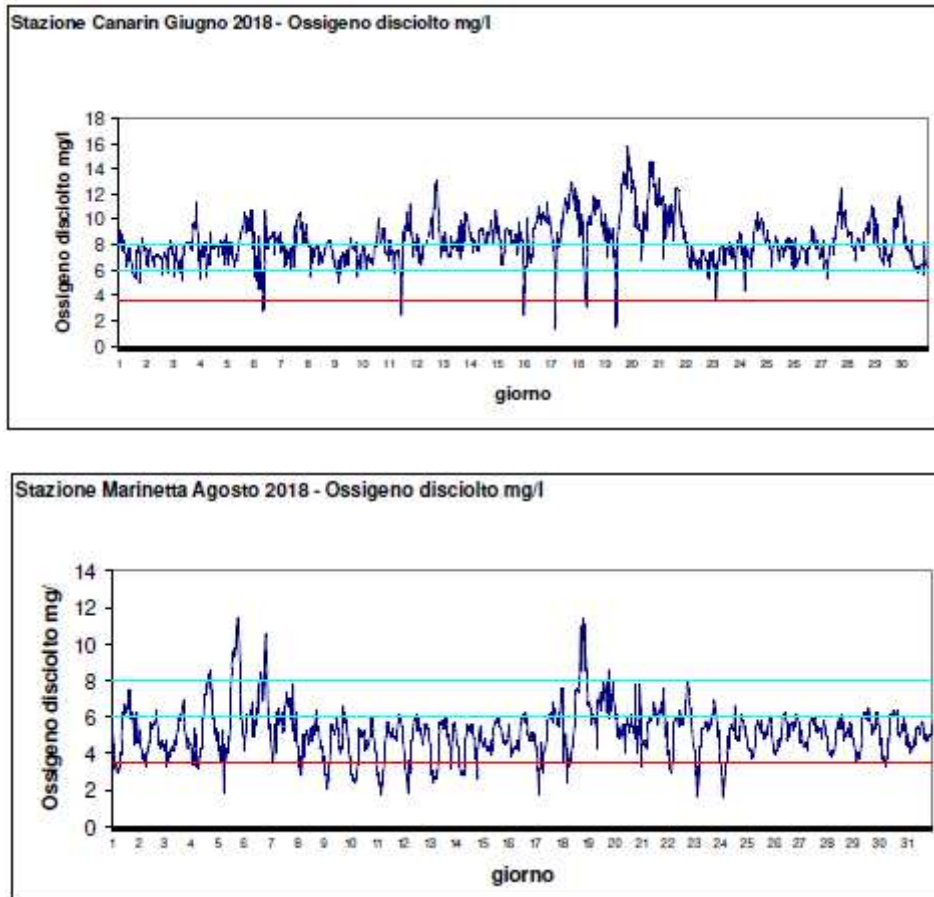 Stazione Canarin Giugno 2018 - Ossigeno disciolto mg/l
Ossigeno disciolto mg/l
18
16
14
12
10
8
6
4
2
0
1 2 3 4 5 6 7 8 9 10 11 12 13 14 15 16 17 18 19 20 21 22 23 24 25 26 27 28 29 30
giorno
Stazione Marinetta Agosto 2018 - Ossigeno disciolto mg/l
Ossigeno disciolto mg/
14
12
10
8
6
4
2
0
1 2 3 4 5 6 7 8 9 10 11 12 13 14 15 16 17 18 19 20 21 22 23 24 25 26 27 28 29 30 31
giorno